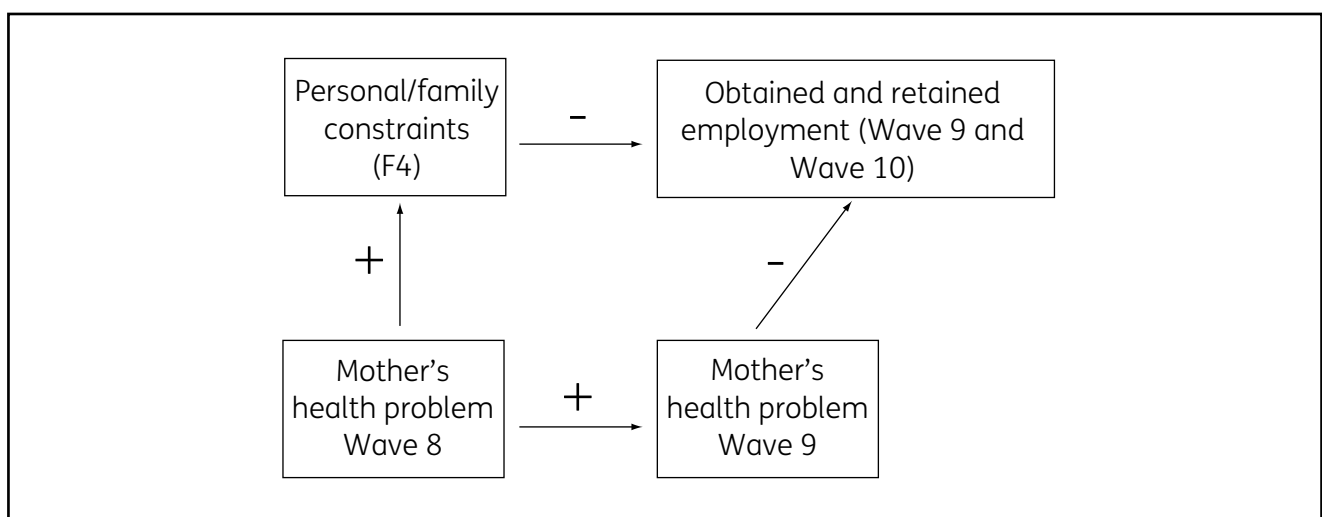 Personal/family
constraints
(F4)
-
Obtained and retained
employment (Wave 9 and
Wave 10)
+
-
Mother’s
health problem
Wave 8
+
Mother’s
health problem
Wave 9